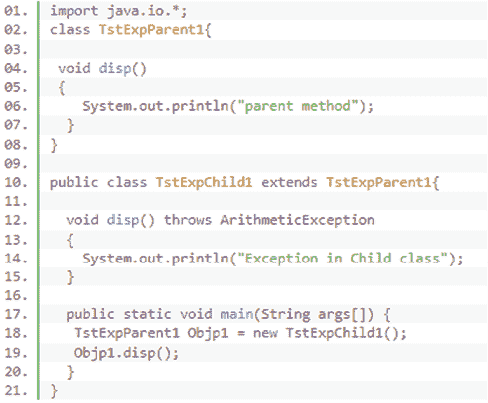 01. import java.io.*;
02. class TstExpParent1{
03.
04. void disp()
05. {
06. System.out.println("parent method");
07. }
08. }
09.
10. public class TstExpChild1 extends TstExpParent1{
11.
12. void disp() throws ArithmeticException
13. {
14. System.out.println("Exception in Child class");
15. }
16.
17. public static void main(String args[]) {
18. TstExpParent1 Objp1 = new TstExpChild1();
19. Objp1.disp();
20. }
21. }